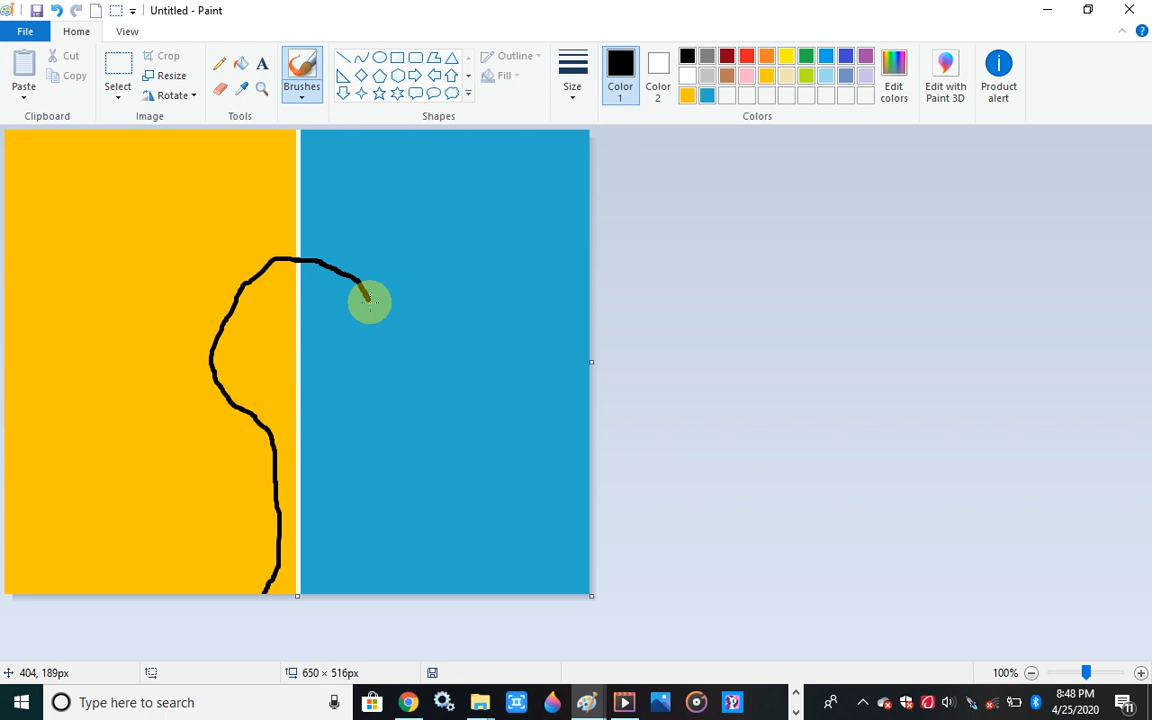 Untitled - Paint
File Home View
Paste
Cut
Copy
Clipboard
Select
Crop
Resize
Rotate
Image
A
Tools
Brushes
Outline
Fill
Shapes
Size
Color 1
Color 2
Edit colors
Colors
Edit with Paint 3D
Product alert
404, 189px
650 × 516px
100%
Type here to search
8:48 PM
4/25/2020
11